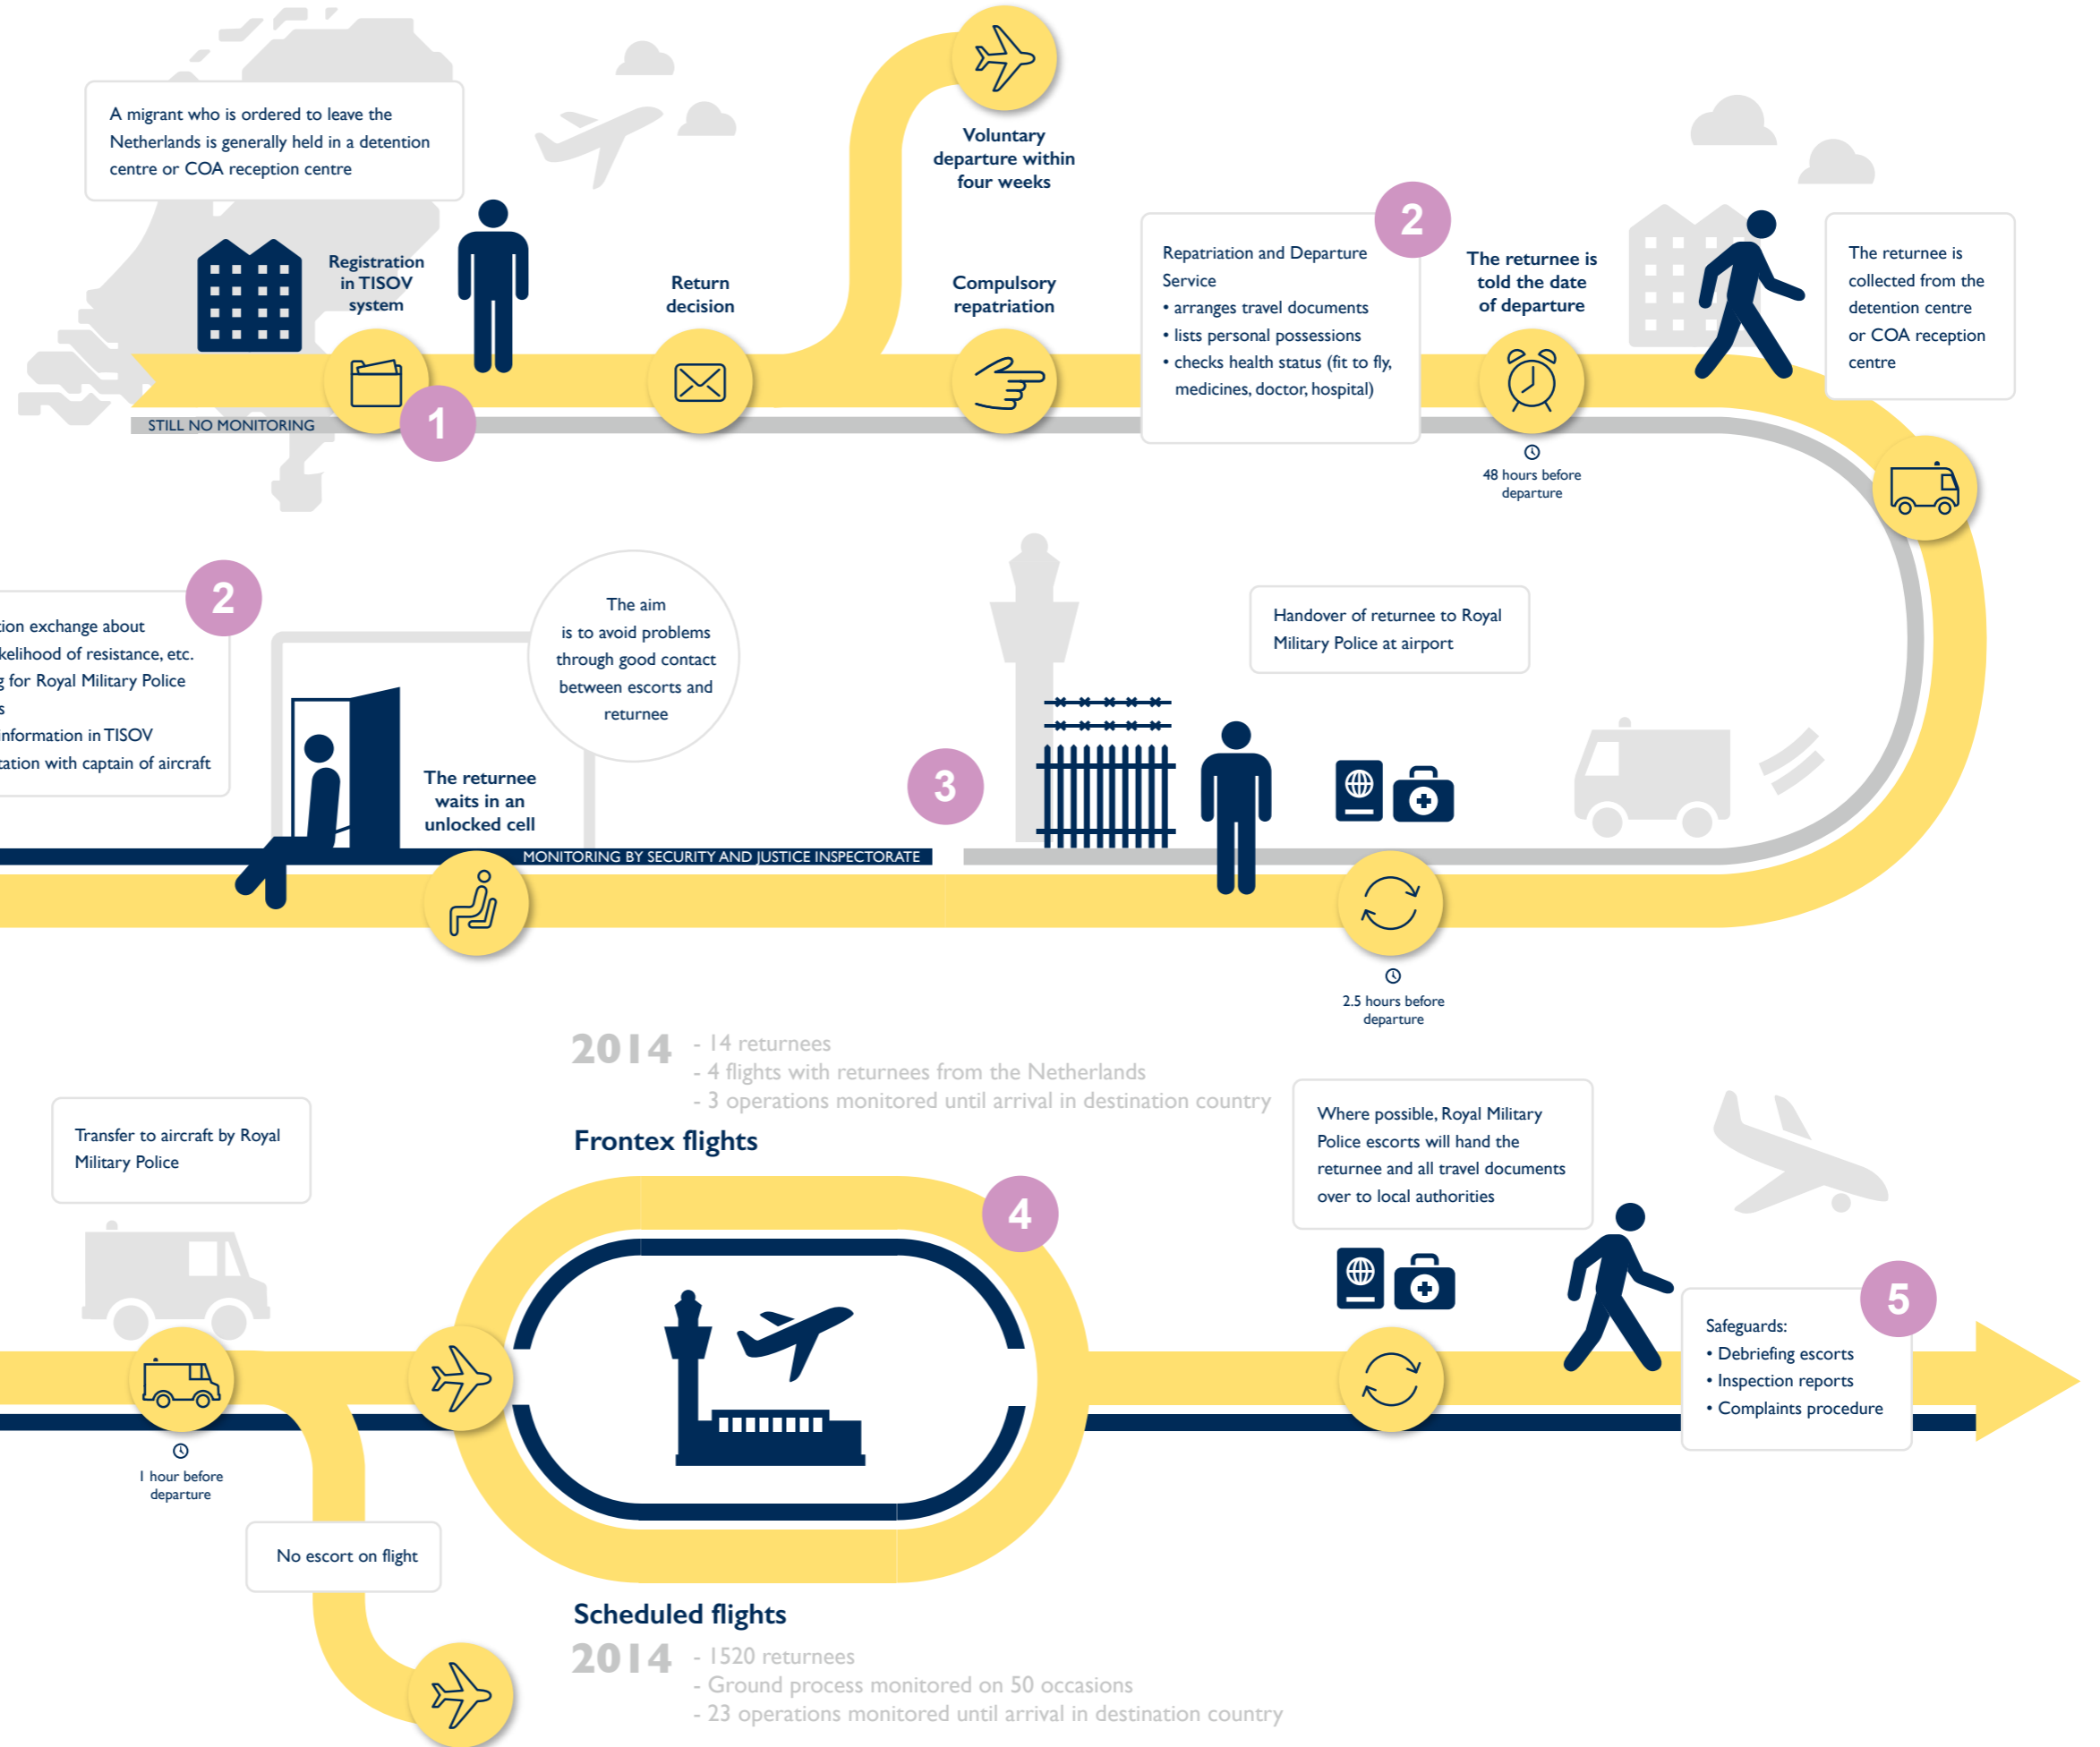 A migrant who is ordered to leave the
Netherlands is generally held in a detention
centre or COA reception centre
Registration
in TISOV
system
1
STILL NO MONITORING
Return
decision
Voluntary
departure within
four weeks
Compulsory
repatriation
2
Repatriation and Departure
Service
• arranges travel documents
• lists personal possessions
• checks health status (fit to fly,
medicines, doctor, hospital)
The returnee is
told the date
of departure
48 hours before
departure
The returnee is
collected from the
detention centre
or COA reception
centre
Handover of returnee to Royal
Military Police at airport
2.5 hours before
departure
3
MONITORING BY SECURITY AND JUSTICE INSPECTORATE
The aim
is to avoid problems
through good contact
between escorts and
returnee
The returnee
waits in an
unlocked cell
2
exchange about
of resistance, etc.
for Royal Military Police
information in TISOV
with captain of aircraft
Transfer to aircraft by Royal
Military Police
1 hour before
departure
No escort on flight
2014
- 14 returnees
- 4 flights with returnees from the Netherlands
- 3 operations monitored until arrival in destination country
Frontex flights
4
Scheduled flights
2014
- 1520 returnees
- Ground process monitored on 50 occasions
- 23 operations monitored until arrival in destination country
Where possible, Royal Military
Police escorts will hand the
returnee and all travel documents
over to local authorities
5
Safeguards:
• Debriefing escorts
• Inspection reports
• Complaints procedure